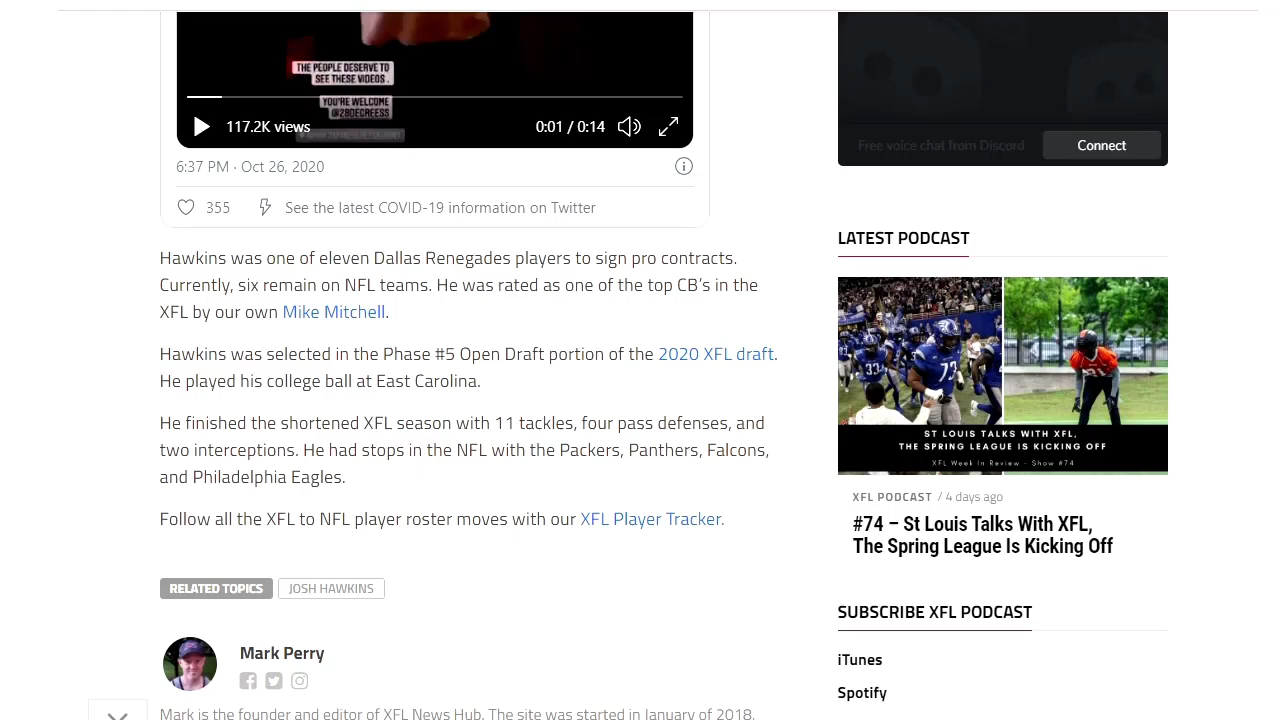 THE PEOPLE DESERVE TO
SEE THESE VIDEOS.
YOU'RE WELCOME
@28DECREESS
117.2K views
0:01 / 0:14
6:37 PM · Oct 26, 2020
355
See the latest COVID-19 information on Twitter
Hawkins was one of eleven Dallas Renegades players to sign pro contracts.
Currently, six remain on NFL teams. He was rated as one of the top CB's in the
XFL by our own Mike Mitchell.
Hawkins was selected in the Phase #5 Open Draft portion of the 2020 XFL draft.
He played his college ball at East Carolina.
He finished the shortened XFL season with 11 tackles, four pass defenses, and
two interceptions. He had stops in the NFL with the Packers, Panthers, Falcons,
and Philadelphia Eagles.
Follow all the XFL to NFL player roster moves with our XFL Player Tracker.
RELATED TOPICS
JOSH HAWKINS
Mark Perry
Mark is the founder and editor of XFL News Hub. The site was started in January of 2018.
Free voice chat from Discord
Connect
LATEST PODCAST
33
73
ST LOUIS TALKS WITH XFL,
THE SPRING LEAGUE IS KICKING OFF
XFL Week In Review - Show #74
XFL PODCAST / 4 days ago
#74 – St Louis Talks With XFL,
The Spring League Is Kicking Off
SUBSCRIBE XFL PODCAST
iTunes
Spotify